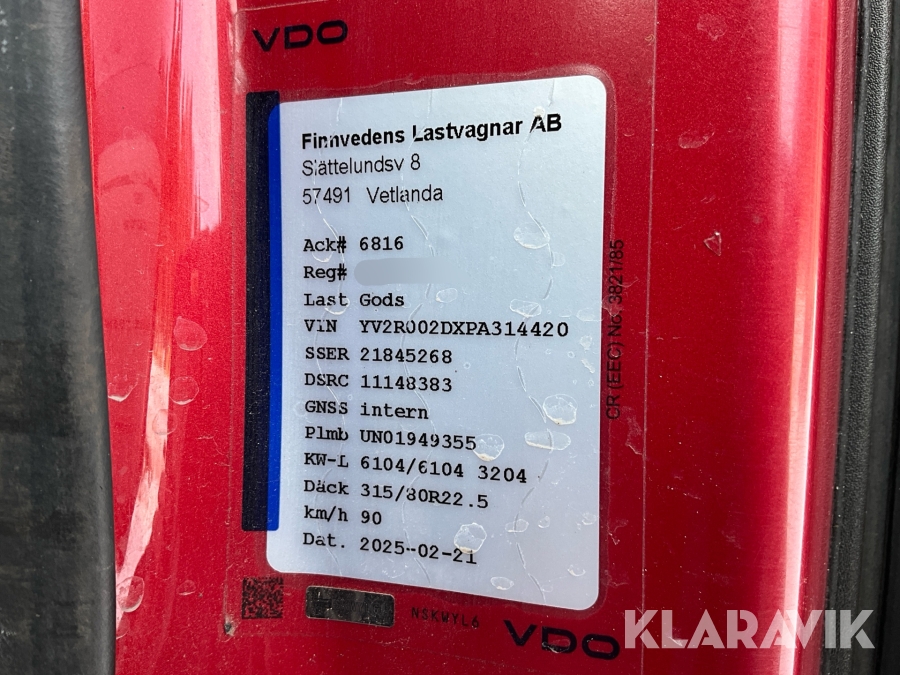 VDO
Finnvedens Lastvagnar AB
Slättelundsv 8
57491 Vetlanda
Ack# 6816
Reg#
Last Gods
VIN YV2R002DXPA314420
SSER 21845268
DSRC 11148383
GNSS intern
Plmb UN01949355
KW-L 6104/6104 3204
Däck 315/80R22.5
km/h 90
Dat. 2025-02-21
CR (EEC) No. 3821/85
NSKWYL6
VDO
KLARAVIK